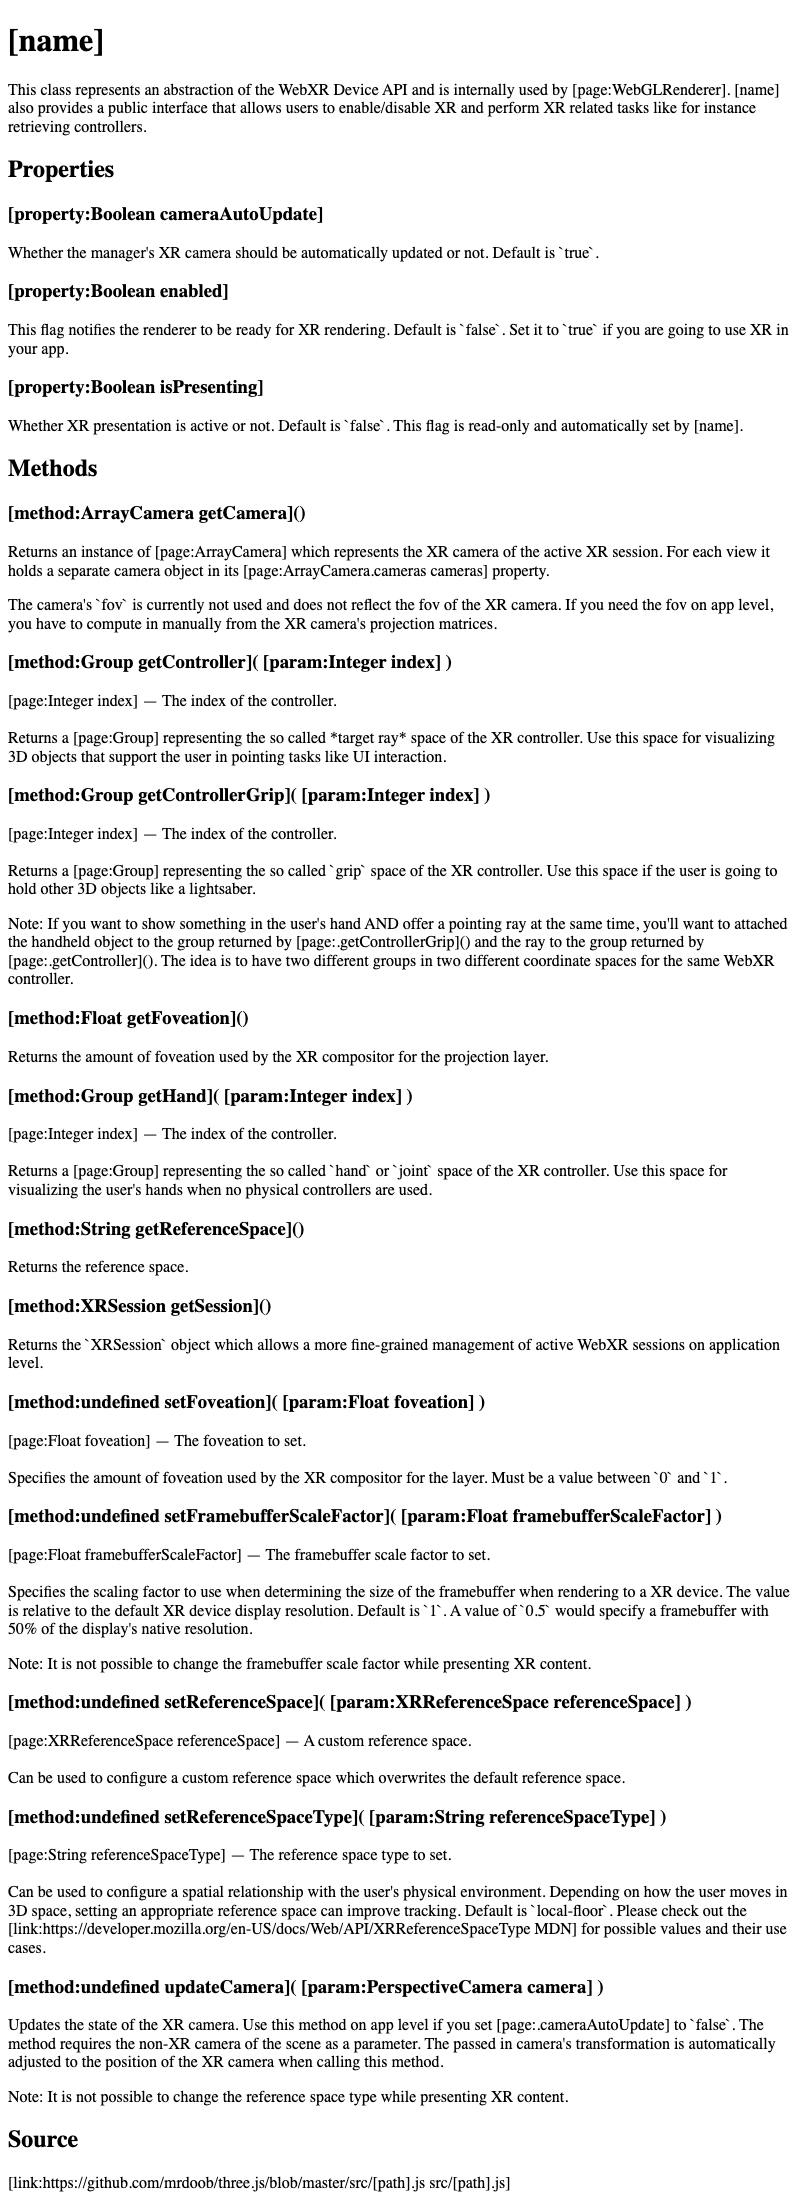 [name]
This class represents an abstraction of the WebXR Device API and is internally used by [page:WebGLRenderer]. [name]
also provides a public interface that allows users to enable/disable XR and perform XR related tasks like for instance
retrieving controllers.
Properties
[property:Boolean cameraAutoUpdate]
Whether the manager's XR camera should be automatically updated or not. Default is `true`.
[property:Boolean enabled]
This flag notifies the renderer to be ready for XR rendering. Default is `false`. Set it to `true` if you are going to use XR in
your app.
[property:Boolean isPresenting]
Whether XR presentation is active or not. Default is `false`. This flag is read-only and automatically set by [name].
Methods
[method:ArrayCamera getCamera]()
Returns an instance of [page:ArrayCamera] which represents the XR camera of the active XR session. For each view it
holds a separate camera object in its [page:ArrayCamera.cameras cameras] property.
The camera's `fov` is currently not used and does not reflect the fov of the XR camera. If you need the fov on app level,
you have to compute in manually from the XR camera's projection matrices.
[method:Group getController]( [param:Integer index] )
[page:Integer index] — The index of the controller.
Returns a [page:Group] representing the so called *target ray* space of the XR controller. Use this space for visualizing
3D objects that support the user in pointing tasks like UI interaction.
[method:Group getControllerGrip]( [param:Integer index] )
[page:Integer index] — The index of the controller.
Returns a [page:Group] representing the so called `grip` space of the XR controller. Use this space if the user is going to
hold other 3D objects like a lightsaber.
Note: If you want to show something in the user's hand AND offer a pointing ray at the same time, you'll want to attached
the handheld object to the group returned by [page:.getControllerGrip]() and the ray to the group returned by
[page:.getController](). The idea is to have two different groups in two different coordinate spaces for the same WebXR
controller.
[method:Float getFoveation]()
Returns the amount of foveation used by the XR compositor for the projection layer.
[method:Group getHand]( [param:Integer index] )
[page:Integer index] — The index of the controller.
Returns a [page:Group] representing the so called `hand` or `joint` space of the XR controller. Use this space for
visualizing the user's hands when no physical controllers are used.
[method:String getReferenceSpace]()
Returns the reference space.
[method:XRSession getSession]()
Returns the `XRSession` object which allows a more fine-grained management of active WebXR sessions on application
level.
[method:undefined setFoveation]( [param:Float foveation] )
[page:Float foveation] — The foveation to set.
Specifies the amount of foveation used by the XR compositor for the layer. Must be a value between `0` and `1`.
[method:undefined setFramebufferScaleFactor]( [param:Float framebufferScaleFactor] )
[page:Float framebufferScaleFactor] — The framebuffer scale factor to set.
Specifies the scaling factor to use when determining the size of the framebuffer when rendering to a XR device. The value
is relative to the default XR device display resolution. Default is `1`. A value of `0.5` would specify a framebuffer with
50% of the display's native resolution.
Note: It is not possible to change the framebuffer scale factor while presenting XR content.
[method:undefined setReferenceSpace]( [param:XRReferenceSpace referenceSpace] )
[page:XRReferenceSpace referenceSpace] — A custom reference space.
Can be used to configure a custom reference space which overwrites the default reference space.
[method:undefined setReferenceSpaceType]( [param:String referenceSpaceType] )
[page:String referenceSpaceType] — The reference space type to set.
Can be used to configure a spatial relationship with the user's physical environment. Depending on how the user moves in
3D space, setting an appropriate reference space can improve tracking. Default is `local-floor`. Please check out the
[link:https://developer.mozilla.org/en-US/docs/Web/API/XRReferenceSpaceType MDN] for possible values and their use
cases.
[method:undefined updateCamera]( [param:PerspectiveCamera camera] )
Updates the state of the XR camera. Use this method on app level if you set [page:.cameraAutoUpdate] to `false`. The
method requires the non-XR camera of the scene as a parameter. The passed in camera's transformation is automatically
adjusted to the position of the XR camera when calling this method.
Note: It is not possible to change the reference space type while presenting XR content.
Source
[link:https://github.com/mrdoob/three.js/blob/master/src/[path].js src/[path].js]